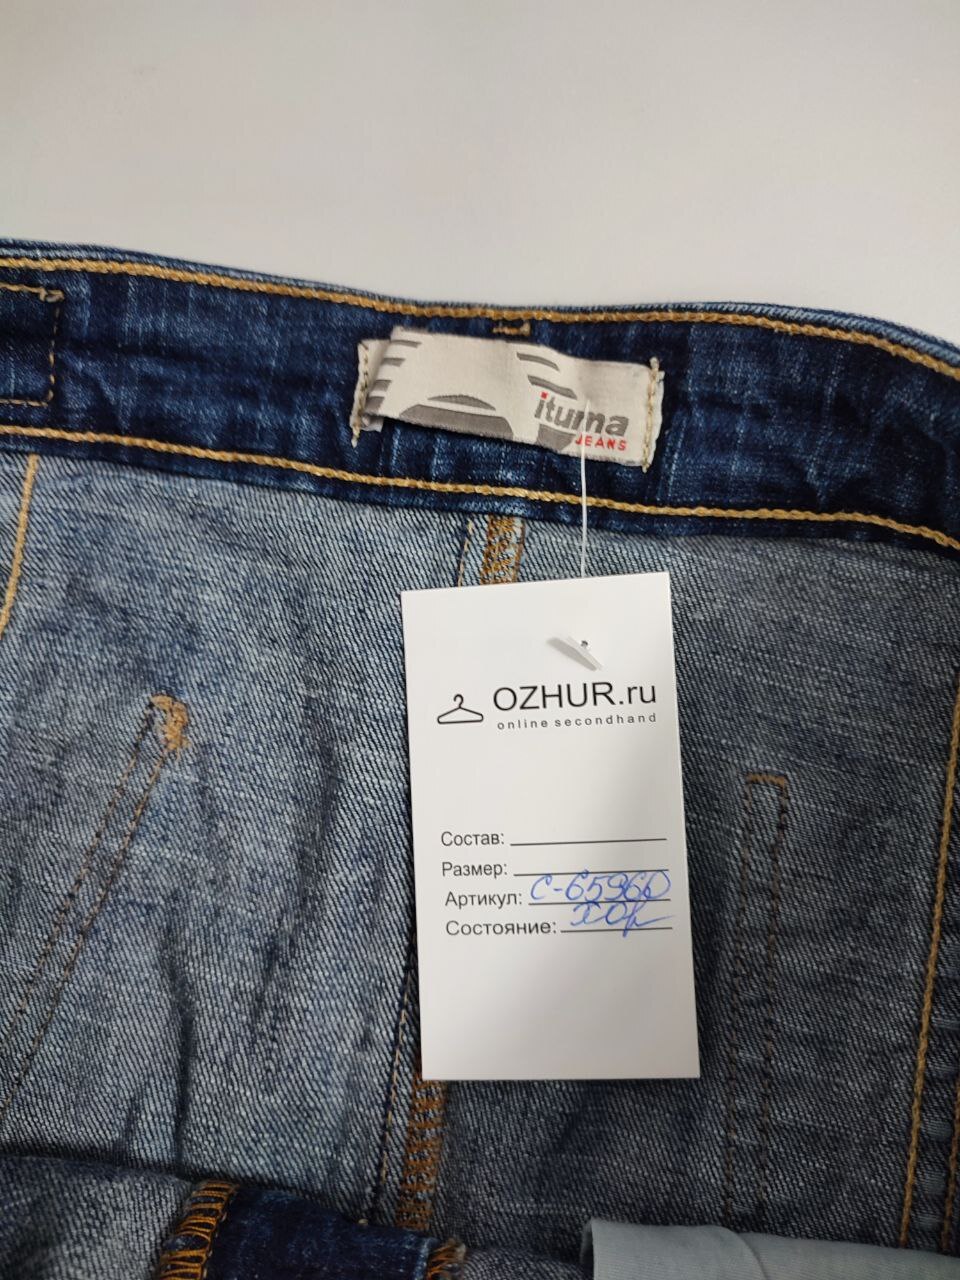 iturna
JEANS
OZHUR.ru
online secondhand
Состав:
Размер:
Артикул: С-65960
Состояние: хор